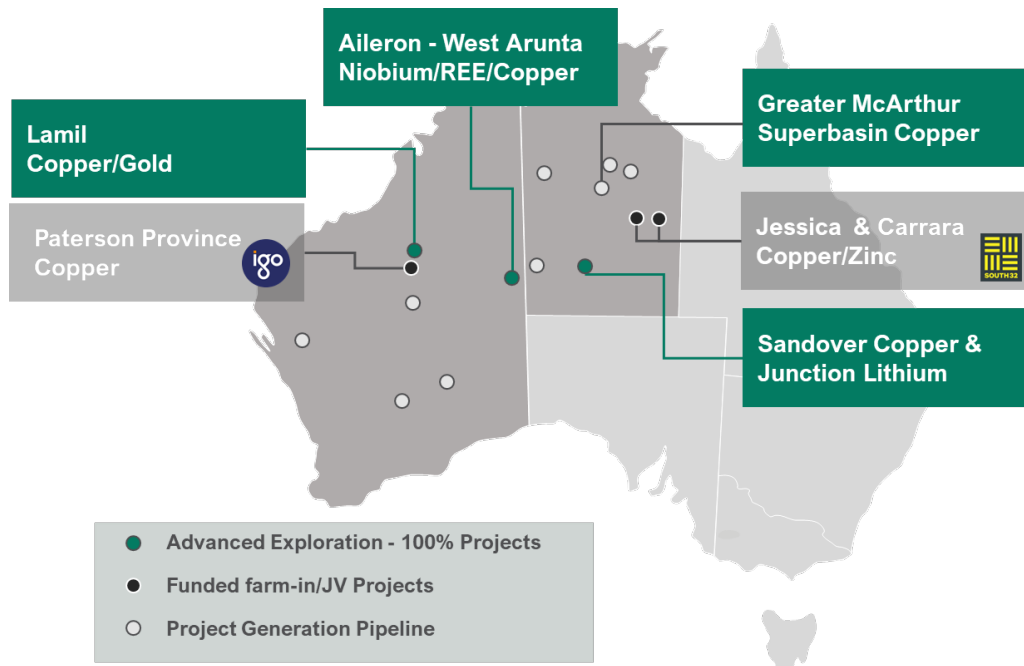 Aileron - West Arunta
Niobium/REE/Copper
Lamil
Copper/Gold
Greater McArthur
Superbasin Copper
Paterson Province
Copper
igo
Jessica & Carrara
Copper/Zinc
SOUTH32
Sandover Copper &
Junction Lithium
Advanced Exploration - 100% Projects
Funded farm-in/JV Projects
Project Generation Pipeline